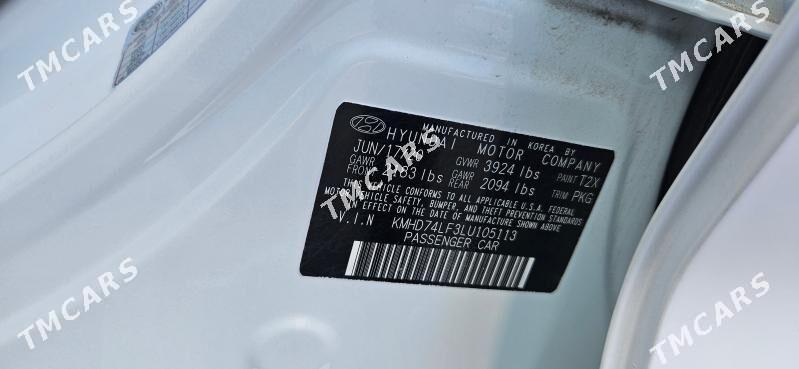 TMCARS
TMCARS
TMCARS
MANUFACTURED IN KOREA BY
HYUNDAI MOTOR COMPANY
JUN/17/
GAWR FRONT 83 lbs GVWR 3924 lbs PAINT T2X
GAWR REAR 2094 lbs TRIM PKG
THIS VEHICLE CONFORMS TO ALL APPLICABLE U.S.A. FEDERAL
MOTOR VEHICLE SAFETY, BUMPER, AND THEFT PREVENTION STANDARDS
IN EFFECT ON THE DATE OF MANUFACTURE SHOWN ABOVE
V.I.N KMHD74LF3LU105113
PASSENGER CAR
TMCARS
TMCARS
TMCARS